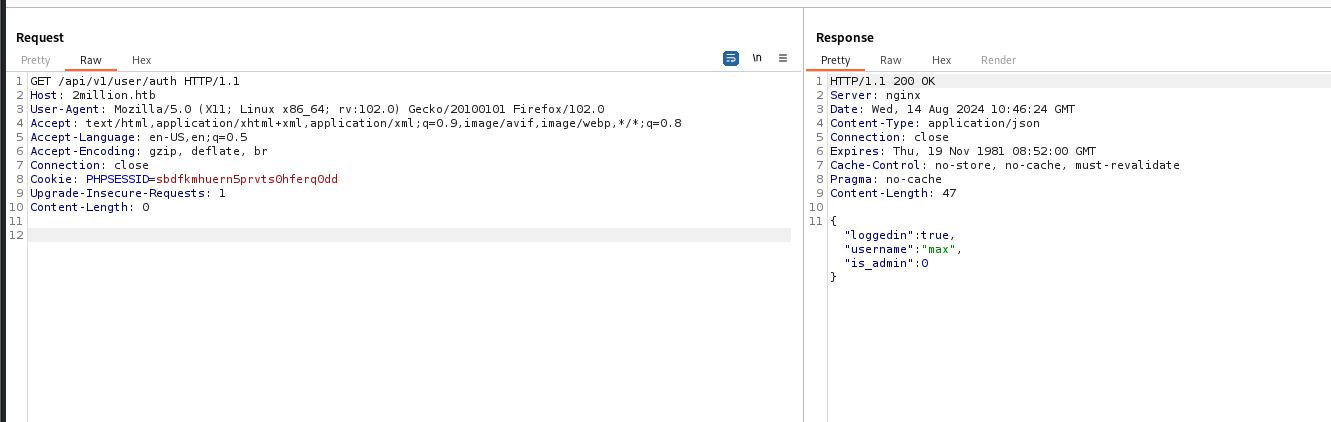 Request
Pretty Raw Hex
\n
1 GET /api/v1/user/auth HTTP/1.1
2 Host: 2million.htb
3 User-Agent: Mozilla/5.0 (X11; Linux x86_64; rv:102.0) Gecko/20100101 Firefox/102.0
4 Accept: text/html,application/xhtml+xml,application/xml;q=0.9,image/avif,image/webp,*/*;q=0.8
5 Accept-Language: en-US,en;q=0.5
6 Accept-Encoding: gzip, deflate, br
7 Connection: close
8 Cookie: PHPSESSID=sbdfkmhuern5prvts0hferq0dd
9 Upgrade-Insecure-Requests: 1
10 Content-Length: 0
11
12
Response
Pretty Raw Hex Render
1 HTTP/1.1 200 OK
2 Server: nginx
3 Date: Wed, 14 Aug 2024 10:46:24 GMT
4 Content-Type: application/json
5 Connection: close
6 Expires: Thu, 19 Nov 1981 08:52:00 GMT
7 Cache-Control: no-store, no-cache, must-revalidate
8 Pragma: no-cache
9 Content-Length: 47
10
11 {
"loggedin":true,
"username":"max",
"is_admin":0
}